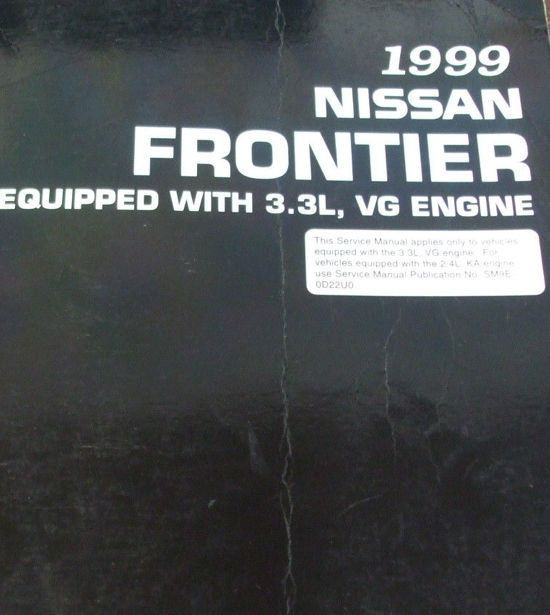 1999
NISSAN
FRONTIER
EQUIPPED WITH 3.3L, VG ENGINE
This Service Manual applies only to vehicles
equipped with the 3.3L, VG engine. For
vehicles equipped with the 2.4L, KA engine
use Service Manual Publication No. SM9E
0D22U0